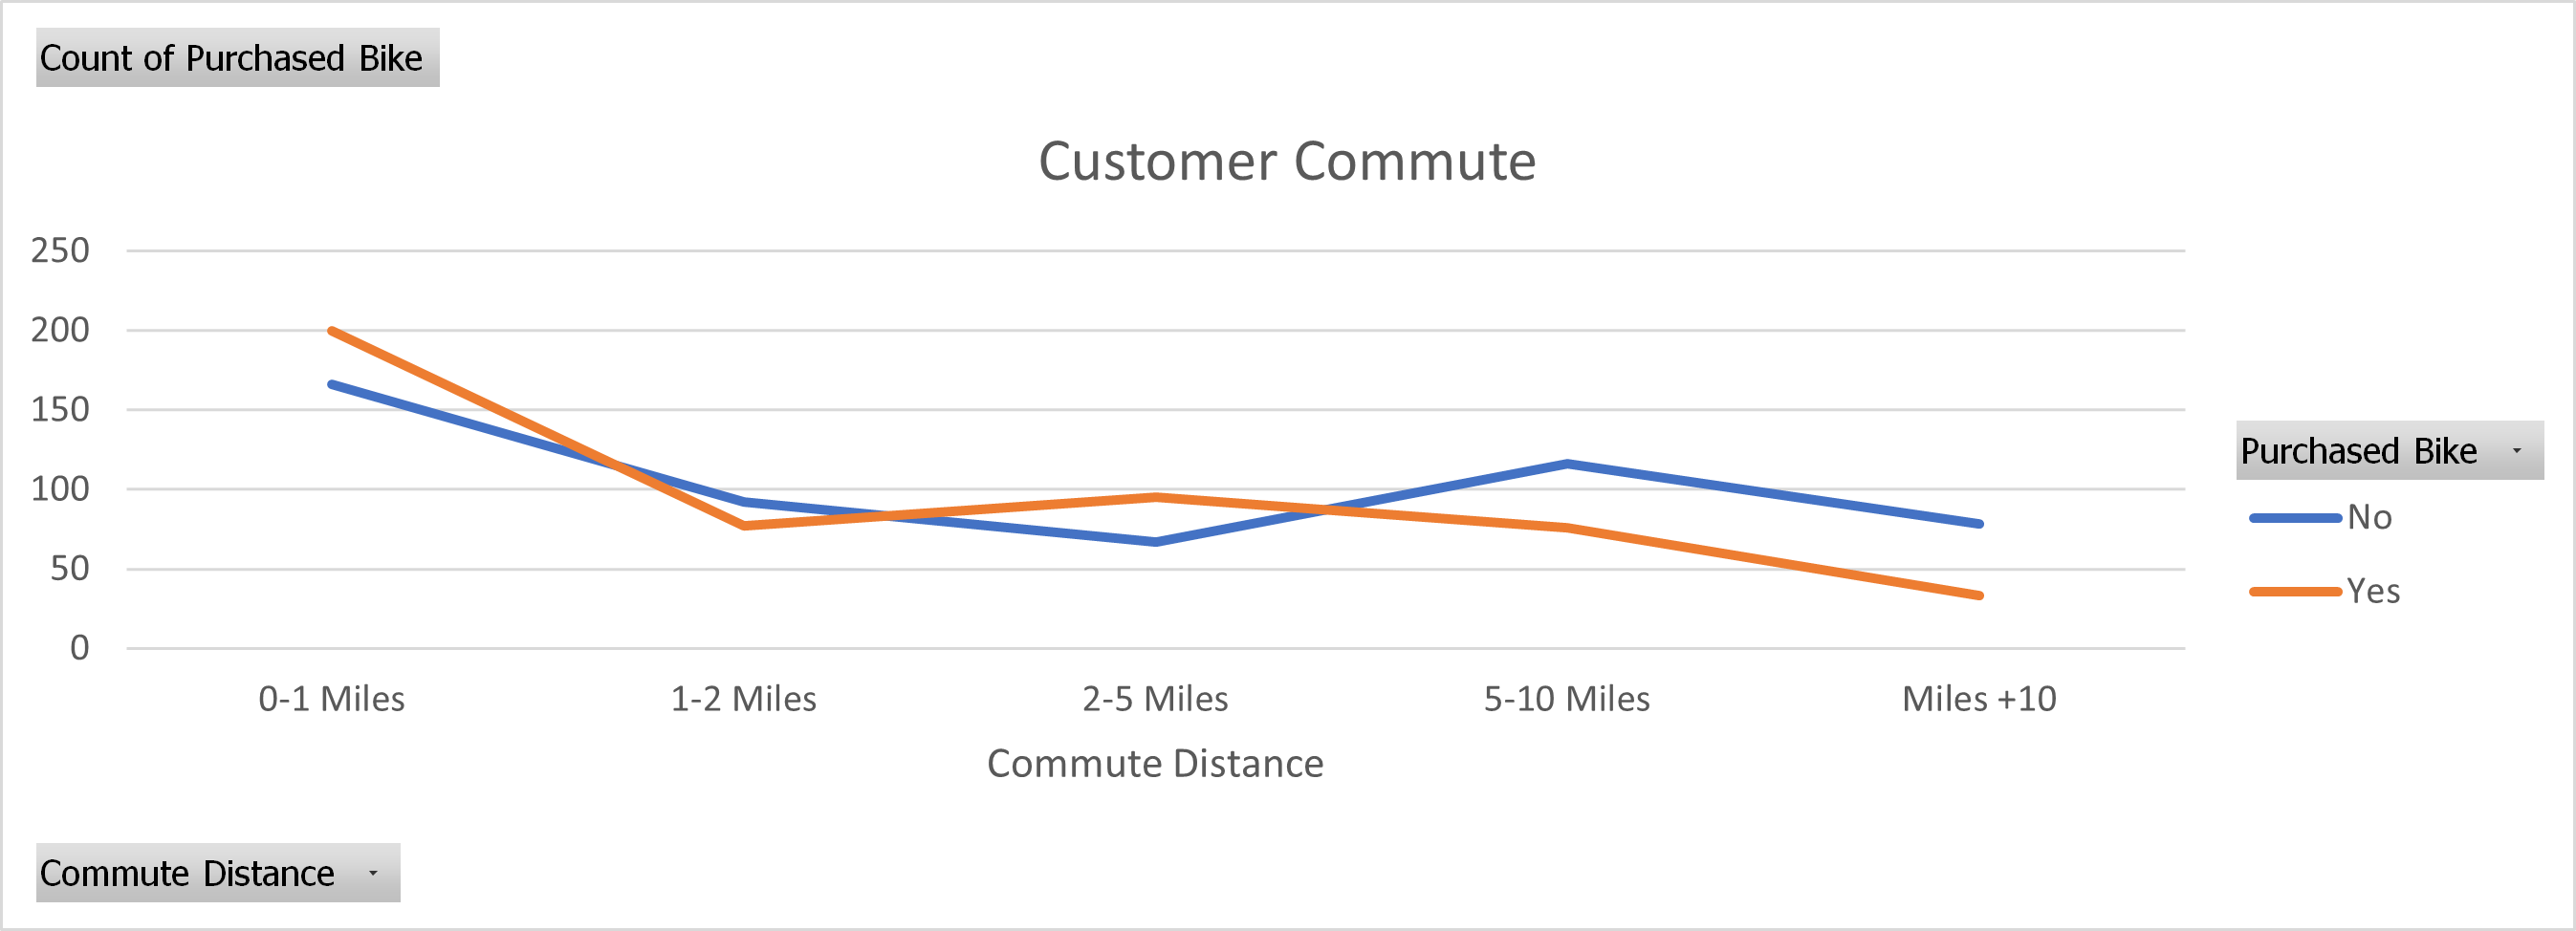 Count of Purchased Bike
Customer Commute
250
200
150
100
50
0
0-1 Miles
1-2 Miles
2-5 Miles
5-10 Miles
Miles +10
Commute Distance
Purchased Bike
No
Yes
Commute Distance